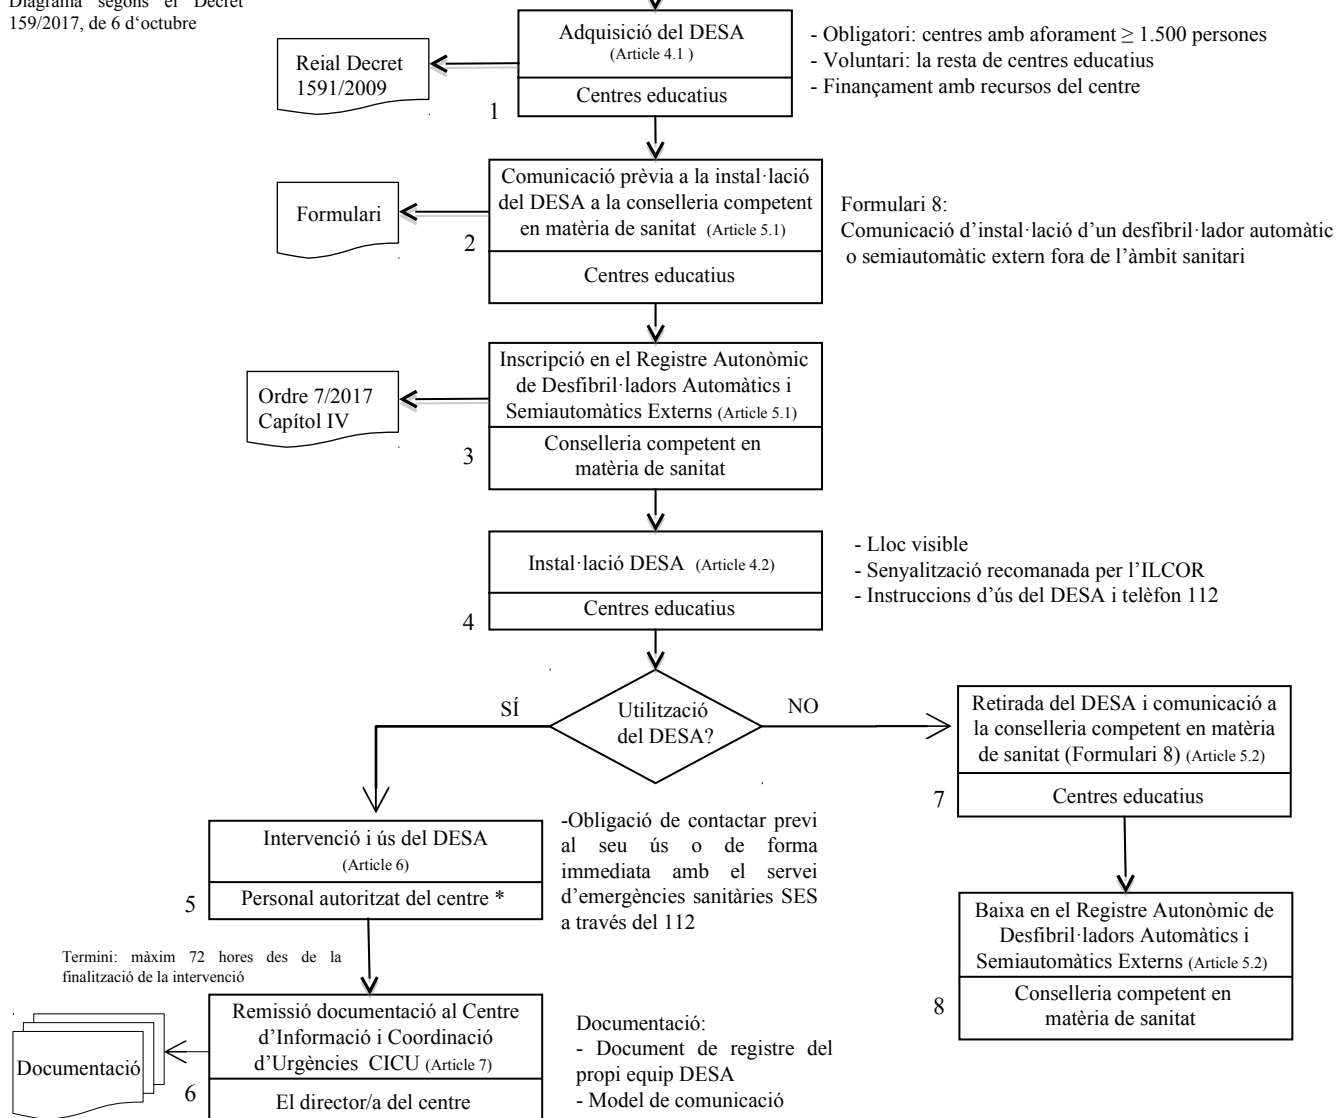 Diagrama segons el Decret
159/2017, de 6 d‘octubre
Adquisició del DESA
(Article 4.1 )
Centres educatius
1
Reial Decret
1591/2009
- Obligatori: centres amb aforament ≥ 1.500 persones
- Voluntari: la resta de centres educatius
- Finançament amb recursos del centre
Comunicació prèvia a la instal·lació
del DESA a la conselleria competent
en matèria de sanitat (Article 5.1)
Centres educatius
2
Formulari
Formulari 8:
Comunicació d’instal·lació d’un desfibril·lador automàtic
o semiautomàtic extern fora de l’àmbit sanitari
Inscripció en el Registre Autonòmic
de Desfibril·ladors Automàtics i
Semiautomàtics Externs (Article 5.1)
Conselleria competent en
matèria de sanitat
3
Ordre 7/2017
Capítol IV
Instal·lació DESA (Article 4.2)
Centres educatius
4
- Lloc visible
- Senyalització recomanada per l’ILCOR
- Instruccions d’ús del DESA i telèfon 112
Utilització
del DESA?
SÍ
NO
Retirada del DESA i comunicació a
la conselleria competent en matèria
de sanitat (Formulari 8) (Article 5.2)
Centres educatius
7
Intervenció i ús del DESA
(Article 6)
Personal autoritzat del centre *
5
-Obligació de contactar previ
al seu ús o de forma
immediata amb el servei
d’emergències sanitàries SES
a través del 112
Baixa en el Registre Autonòmic de
Desfibril·ladors Automàtics i
Semiautomàtics Externs (Article 5.2)
Conselleria competent en
matèria de sanitat
8
Termini: màxim 72 hores des de la
finalització de la intervenció
Remissió documentació al Centre
d’Informació i Coordinació
d’Urgències CICU (Article 7)
El director/a del centre
6
Documentació
Documentació:
- Document de registre del
propi equip DESA
- Model de comunicació